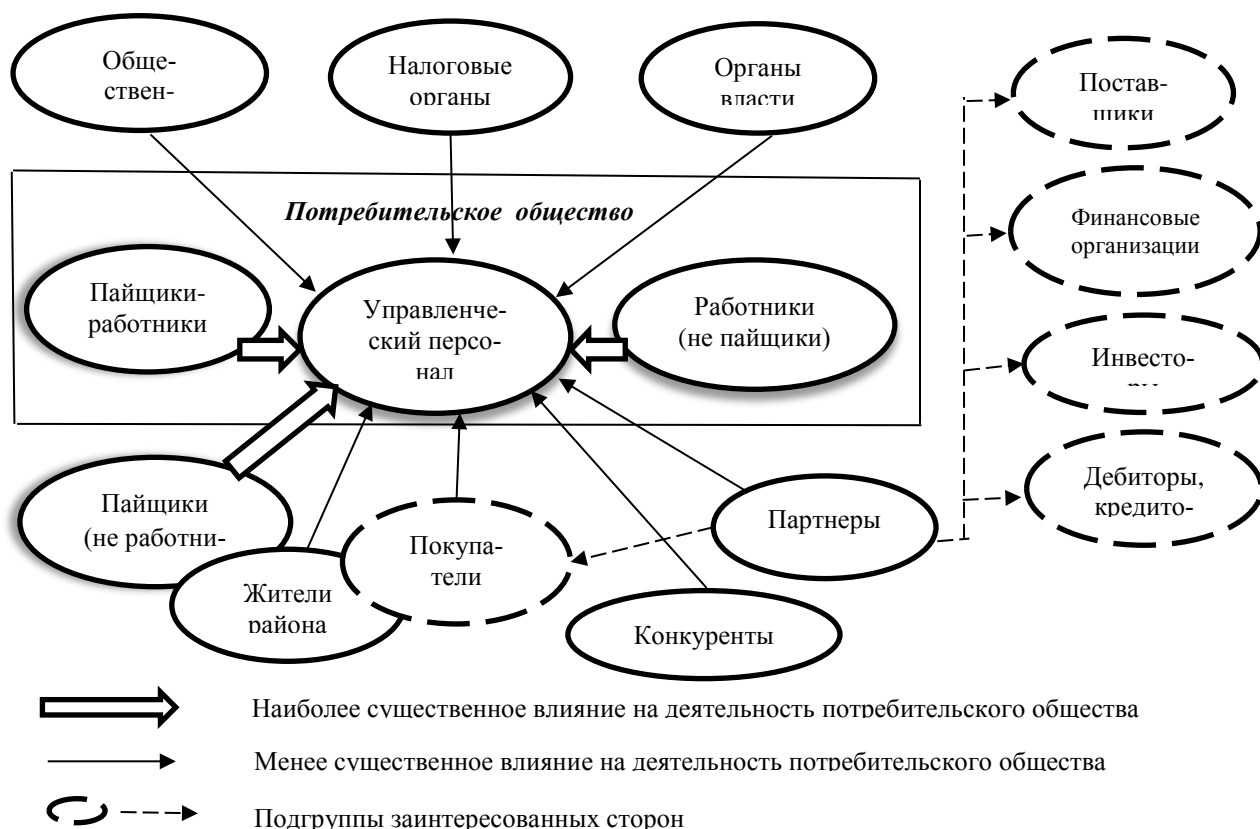 Обще-
ствен-
Налоговые
органы
Органы
власти
Постав-
щики
Финансовые
организации
Инвесто-
ры
Дебиторы,
кредито-
Потребительское общество
Пайщики-
работники
Управленче-
ский персо-
нал
Работники
(не пайщики)
Пайщики
(не работни-
Жители
района
Покупа-
тели
Партнеры
Конкуренты
Наиболее существенное влияние на деятельность потребительского общества
Менее существенное влияние на деятельность потребительского общества
Подгруппы заинтересованных сторон